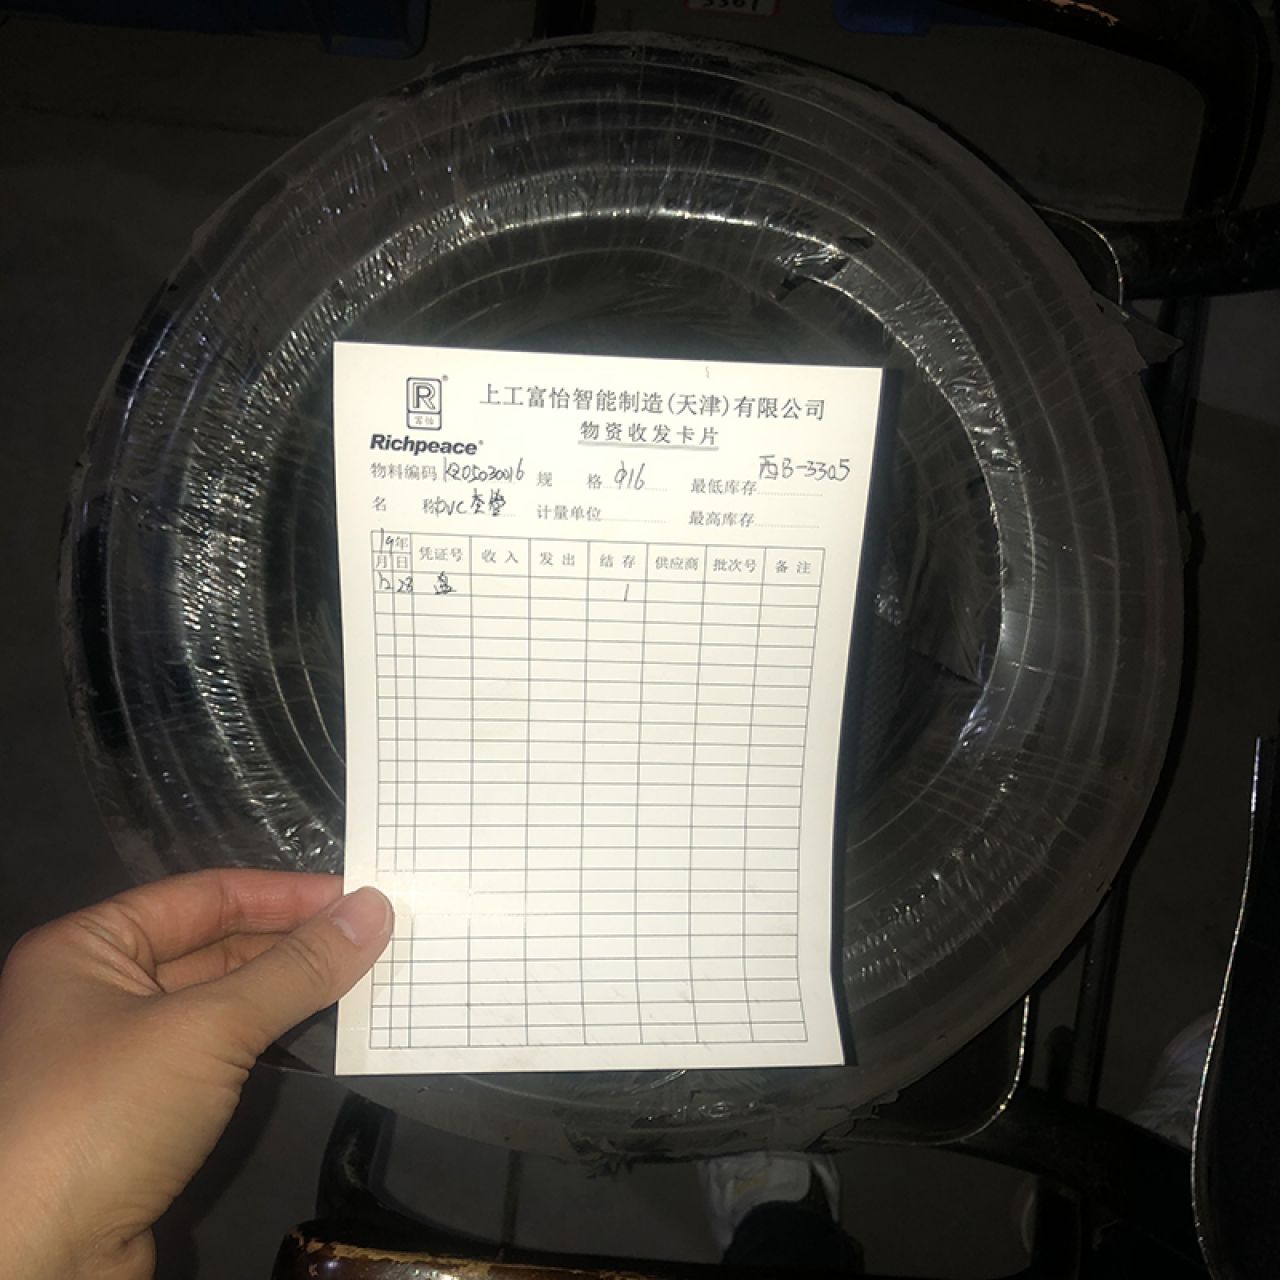 3361
R
富怡
Richpeace
上工富怡智能制造(天津)有限公司
物资收发卡片
西B-3305
物料编码 KQ05030016 规 格 φ16 最低库存
名 称 PVC套管 计量单位 最高库存
19年
月 日 凭证号 收入 发出 结存 供应商 批次号 备注
12 28 盘 1